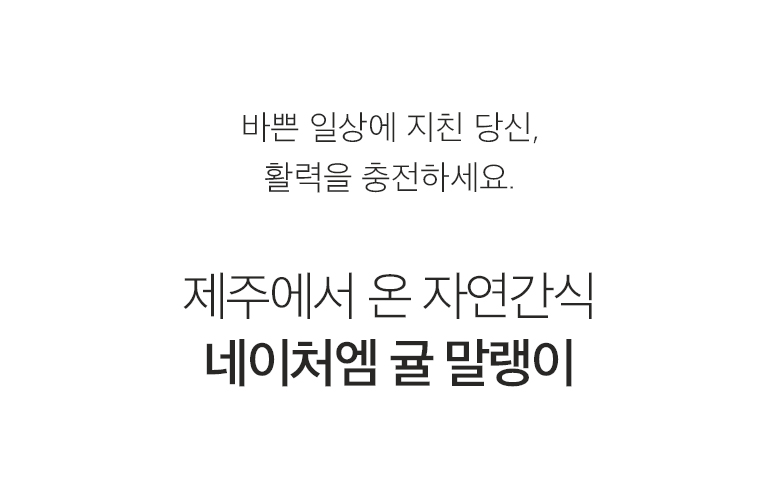 바쁜 일상에 지친 당신,
활력을 충전하세요.
제주에서 온 자연간식
네이처엠 귤 말랭이